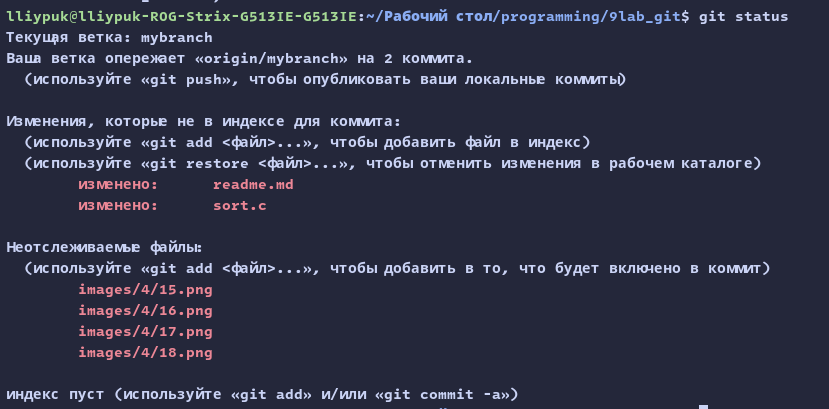 lliypuk@lliypuk-ROG-Strix-G513IE-G513IE:~/Рабочий стол/programming/9lab_git$ git status
Текущая ветка: mybranch
Ваша ветка опережает «origin/mybranch» на 2 коммита.
  (используйте «git push», чтобы опубликовать ваши локальные коммиты)

Изменения, которые не в индексе для коммита:
  (используйте «git add <файл>...», чтобы добавить файл в индекс)
  (используйте «git restore <файл>...», чтобы отменить изменения в рабочем каталоге)
        изменено:      readme.md
        изменено:      sort.c

Неотслеживаемые файлы:
  (используйте «git add <файл>...», чтобы добавить в то, что будет включено в коммит)
        images/4/15.png
        images/4/16.png
        images/4/17.png
        images/4/18.png

индекс пуст (используйте «git add» и/или «git commit -a»)